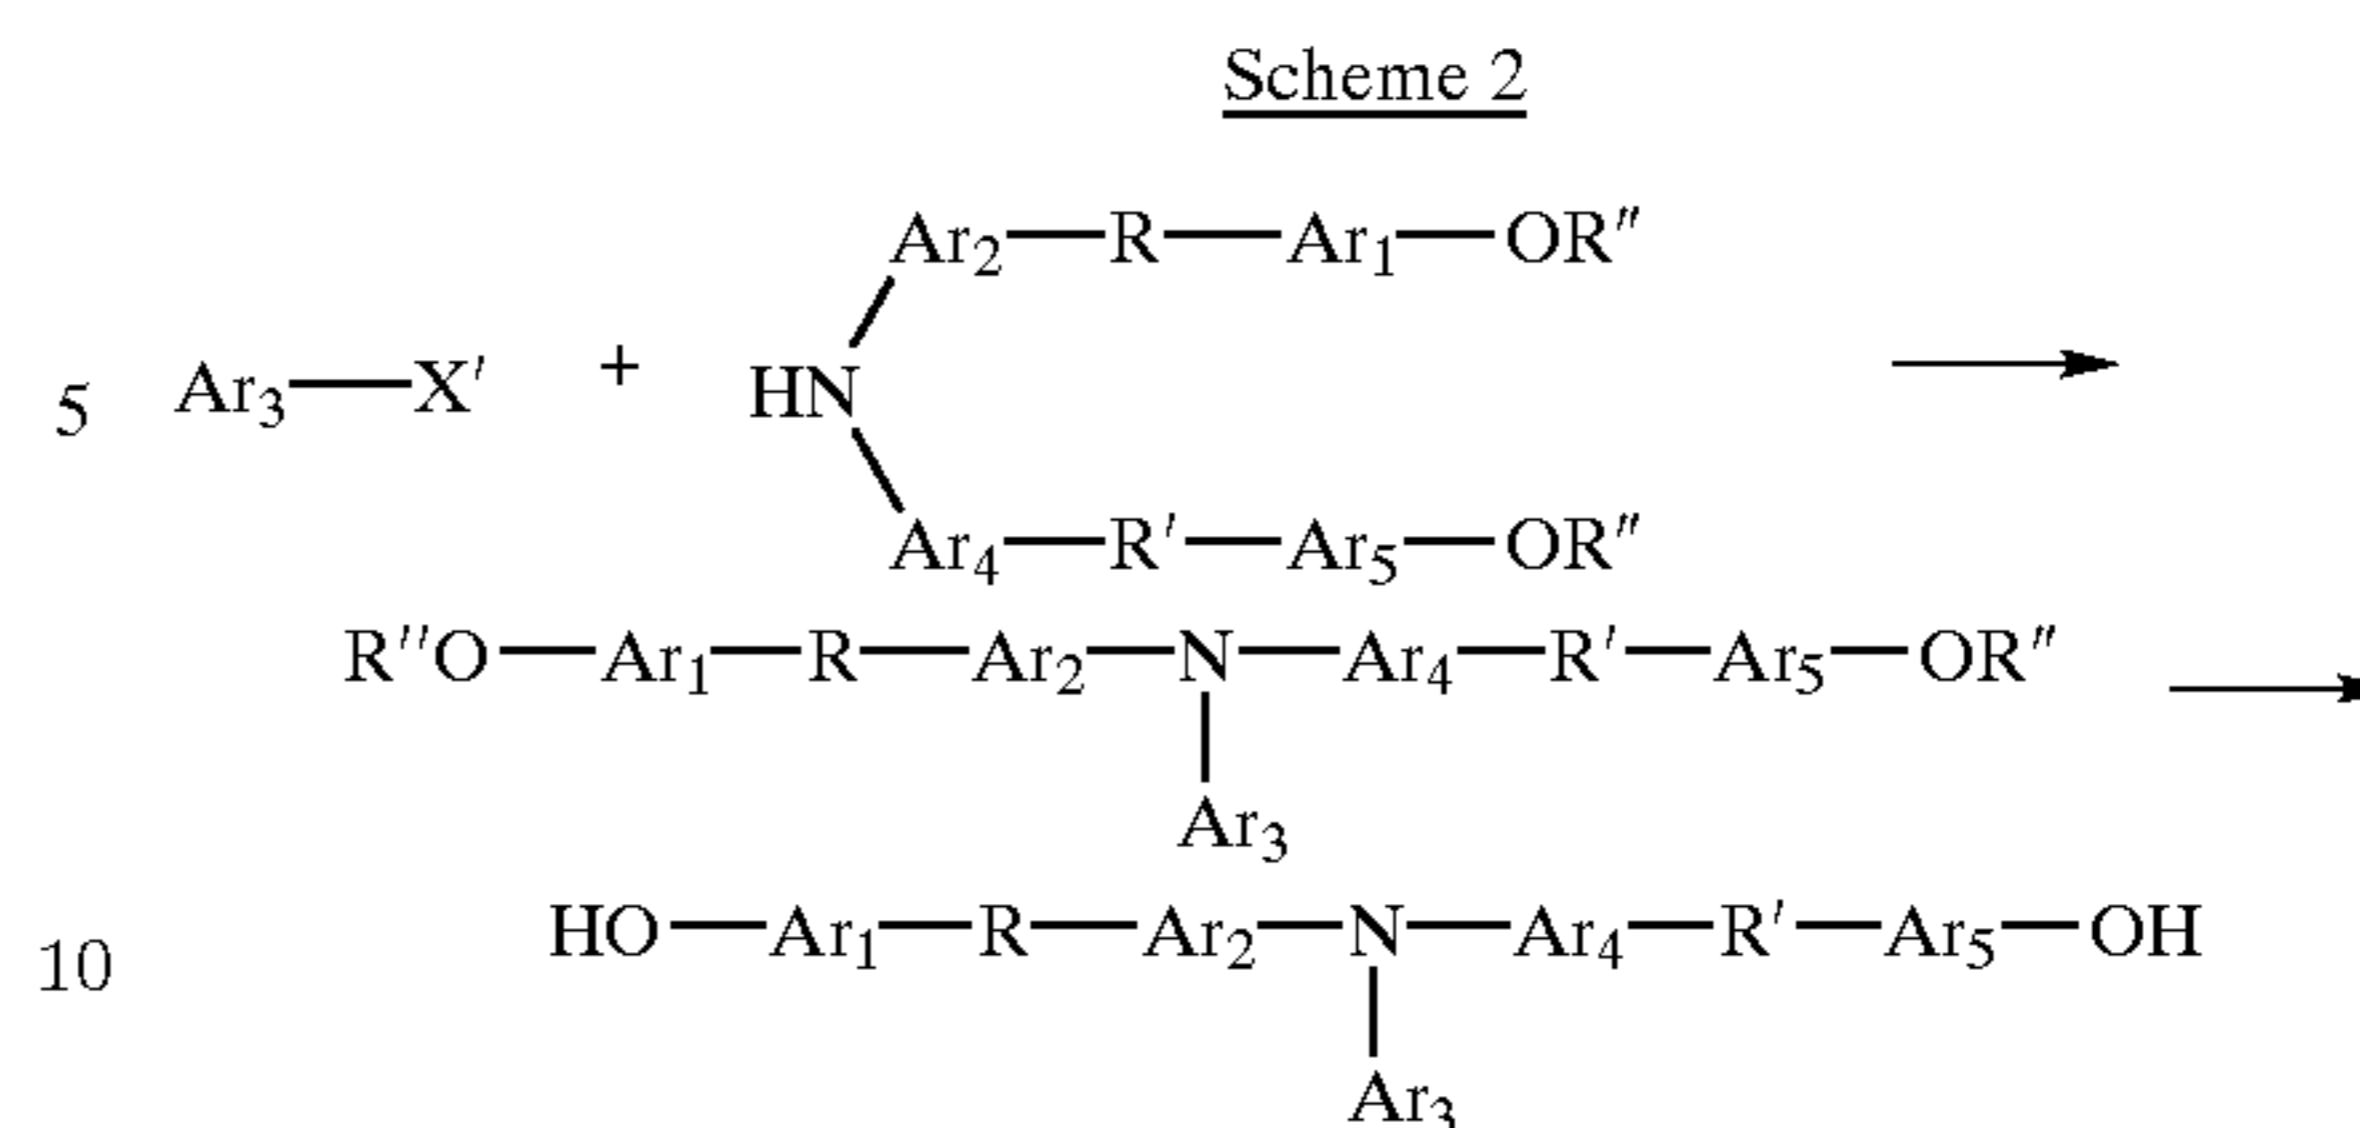 Scheme 2
Ar2—R—Ar1—OR″
5 Ar3—X′ + HN
Ar4—R′—Ar5—OR″
R″O—Ar1—R—Ar2—N—Ar4—R′—Ar5—OR″
Ar3
10 HO—Ar1—R—Ar2—N—Ar4—R′—Ar5—OH
Ar3